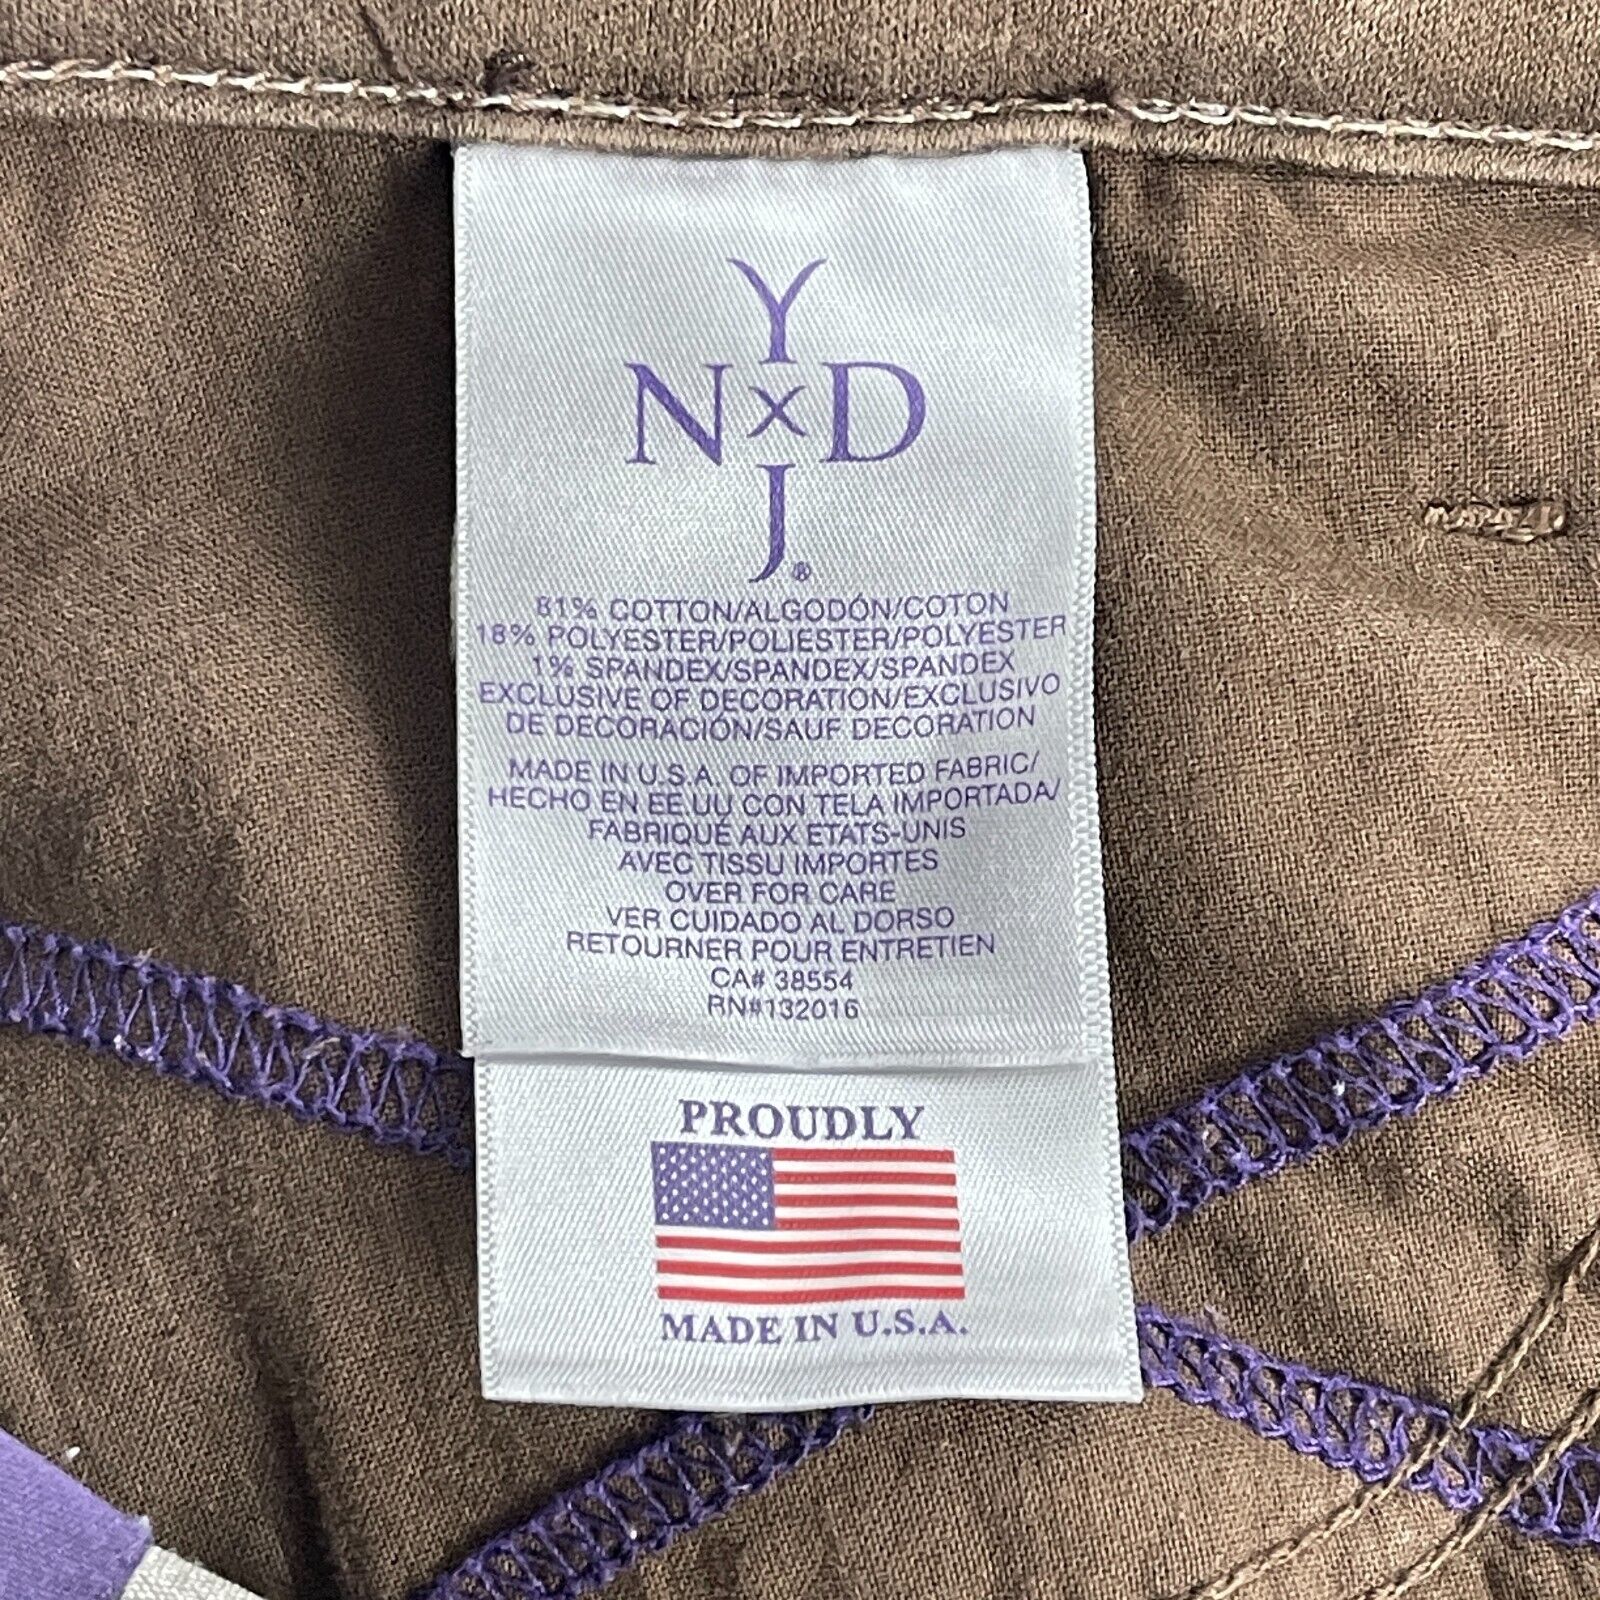 Y
N x D
J®
81% COTTON/ALGODÓN/COTON
18% POLYESTER/POLIESTER/POLYESTER
1% SPANDEX/SPANDEX/SPANDEX
EXCLUSIVE OF DECORATION/EXCLUSIVO
DE DECORACIÓN/SAUF DECORATION
MADE IN U.S.A. OF IMPORTED FABRIC/
HECHO EN EE.UU CON TELA IMPORTADA/
FABRIQUÉ AUX ETATS-UNIS
AVEC TISSU IMPORTES
OVER FOR CARE
VER CUIDADO AL DORSO
RETOURNER POUR ENTRETIEN
CA# 38554
RN#132016
PROUDLY
MADE IN U.S.A.